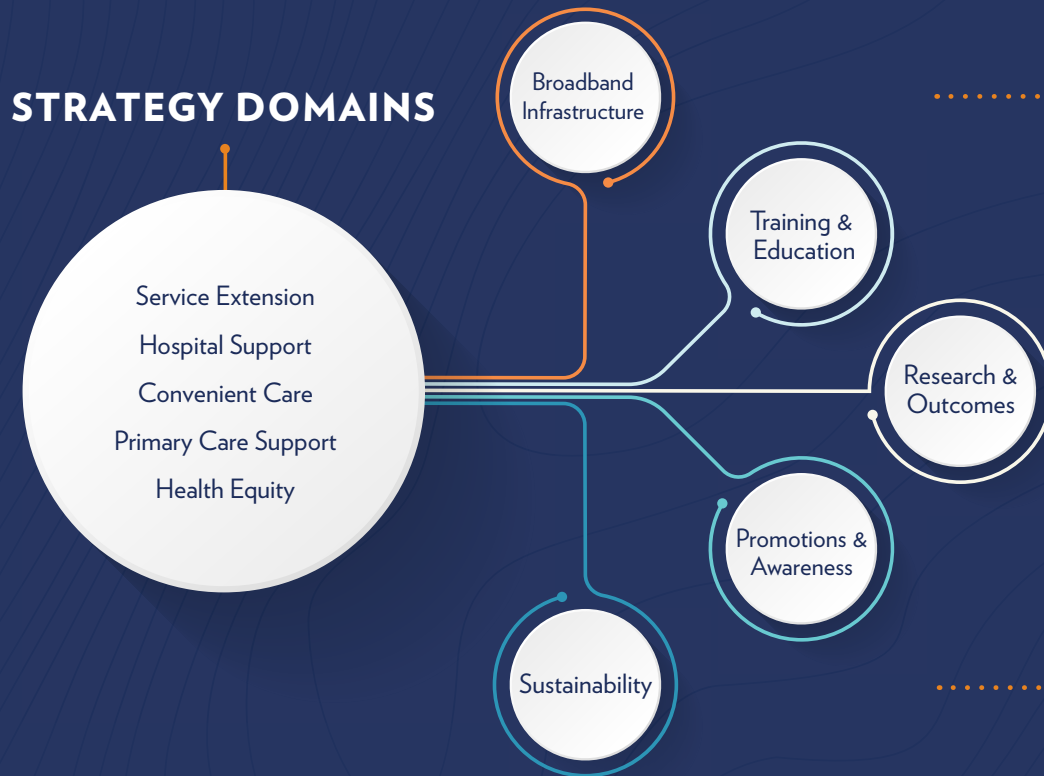 STRATEGY DOMAINS
Service Extension
Hospital Support
Convenient Care
Primary Care Support
Health Equity
Broadband
Infrastructure
Training &
Education
Research &
Outcomes
Promotions &
Awareness
Sustainability